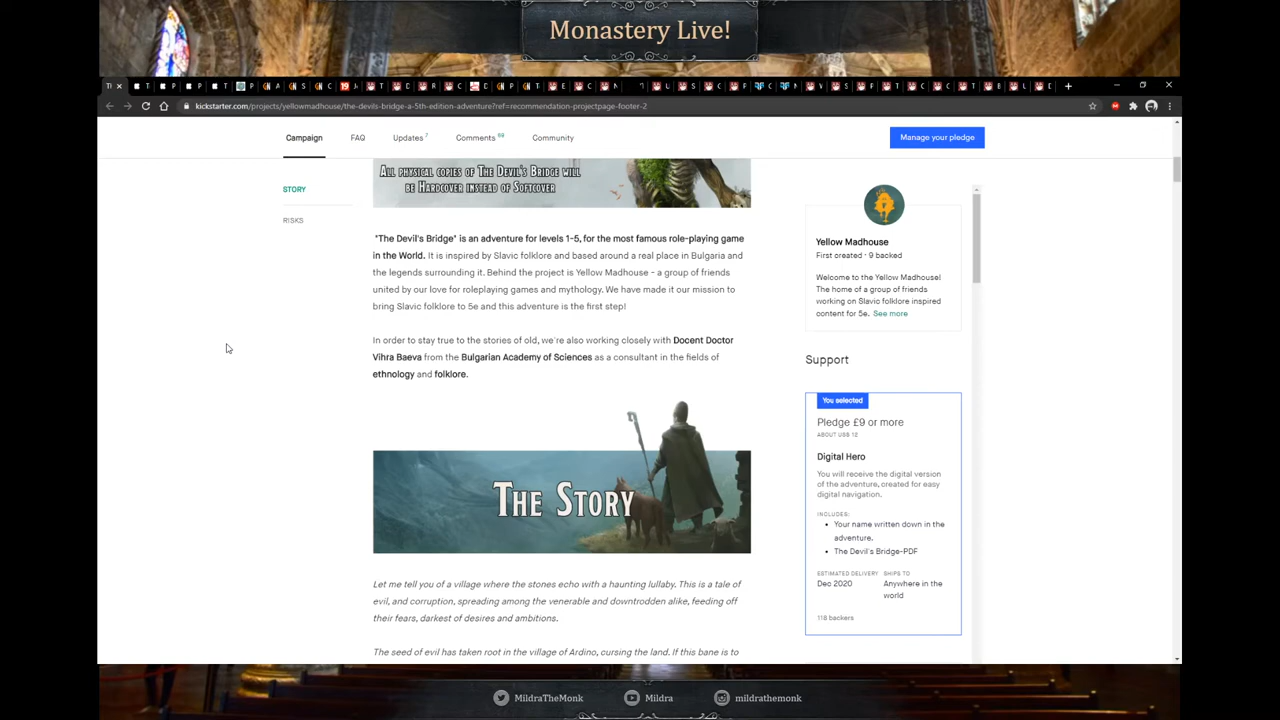 Monastery Live!
kickstarter.com/projects/yellowmadhouse/the-devils-bridge-a-5th-edition-adventure?ref=recommendation-projectpage-footer-2
Campaign
FAQ
Updates 7
Comments 69
Community
Manage your pledge
STORY
RISKS
ALL PHYSICAL COPIES OF THE DEVIL'S BRIDGE WILL
BE HARDCOVER INSTEAD OF SOFTCOVER
"The Devil's Bridge" is an adventure for levels 1-5, for the most famous role-playing game
in the World. It is inspired by Slavic folklore and based around a real place in Bulgaria and
the legends surrounding it. Behind the project is Yellow Madhouse - a group of friends
united by our love for roleplaying games and mythology. We have made it our mission to
bring Slavic folklore to 5e and this adventure is the first step!
In order to stay true to the stories of old, we're also working closely with Docent Doctor
Vihra Baeva from the Bulgarian Academy of Sciences as a consultant in the fields of
ethnology and folklore.
THE STORY
Let me tell you of a village where the stones echo with a haunting lullaby. This is a tale of
evil, and corruption, spreading among the venerable and downtrodden alike, feeding off
their fears, darkest of desires and ambitions.
The seed of evil has taken root in the village of Ardino, cursing the land. If this bane is to
Yellow Madhouse
First created · 9 backed
Welcome to the Yellow Madhouse!
The home of a group of friends
working on Slavic folklore inspired
content for 5e. See more
Support
You selected
Pledge £9 or more
ABOUT US$ 12
Digital Hero
You will receive the digital version
of the adventure, created for easy
digital navigation.
INCLUDES:
• Your name written down in the
adventure.
• The Devil's Bridge-PDF
ESTIMATED DELIVERY
Dec 2020
SHIPS TO
Anywhere in the
world
118 backers
MildraTheMonk
Mildra
mildrathemonk